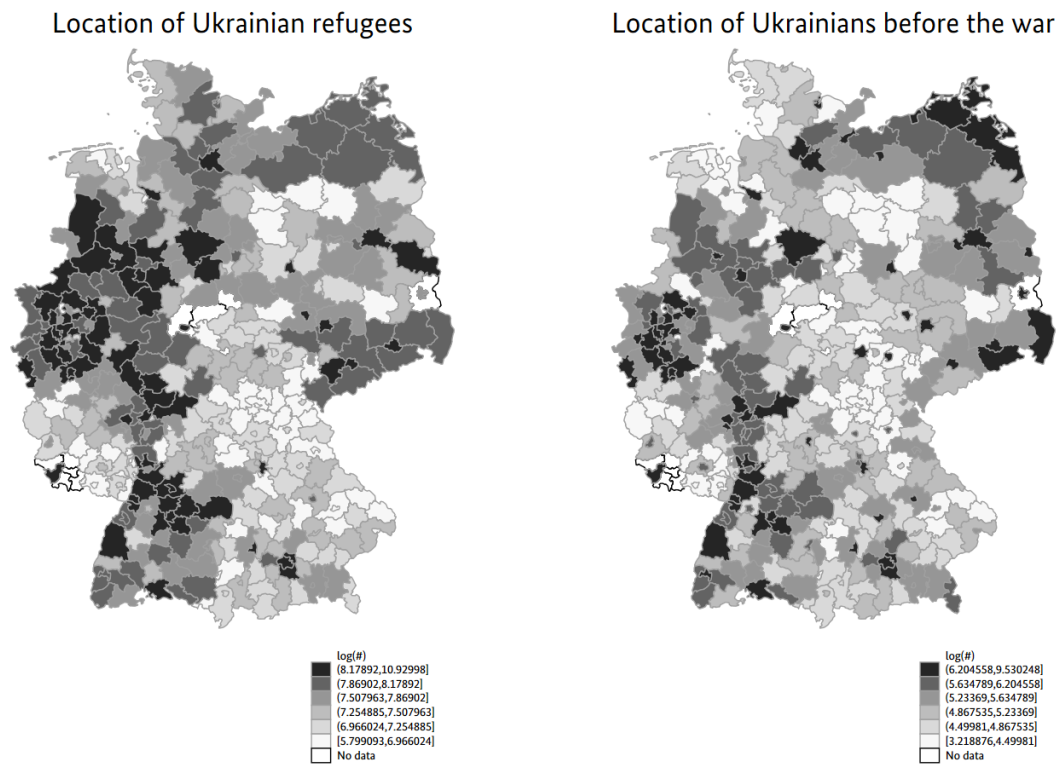 Location of Ukrainian refugees
Location of Ukrainians before the war
log(#)
(8.17892,10.92998]
(7.86902,8.17892]
(7.507963,7.86902]
(7.254885,7.507963]
(6.966024,7.254885]
[5.799093,6.966024]
No data
log(#)
(6.204558,9.530248]
(5.634789,6.204558]
(5.23369,5.634789]
(4.867535,5.23369]
(4.49981,4.867535]
[3.218876,4.49981]
No data